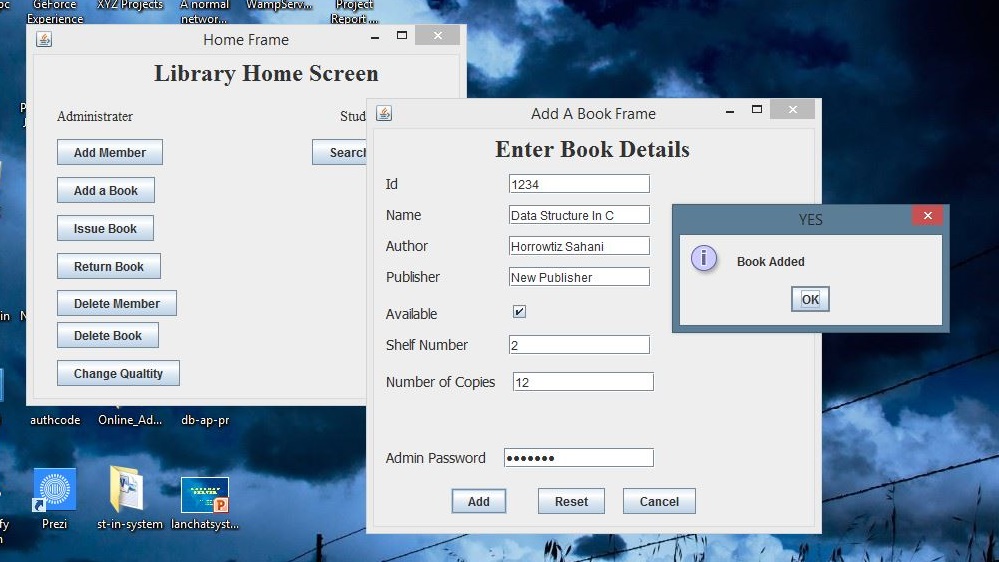 GeForce
Experience
XYZ Projects
A normal
networ...
WampServ...
Project
Report ...
Home Frame
Library Home Screen
Administrater
Stud
Add Member
Search
Add a Book
Issue Book
Return Book
Delete Member
Delete Book
Change Qualtity
Add A Book Frame
Enter Book Details
Id
1234
Name
Data Structure In C
Author
Horrowtiz Sahani
Publisher
New Publisher
Available
Shelf Number
2
Number of Copies
12
Admin Password
•••••••
Add
Reset
Cancel
YES
Book Added
OK
authcode
Online_Ad...
db-ap-pr
Prezi
st-in-system
lanchatsyst...